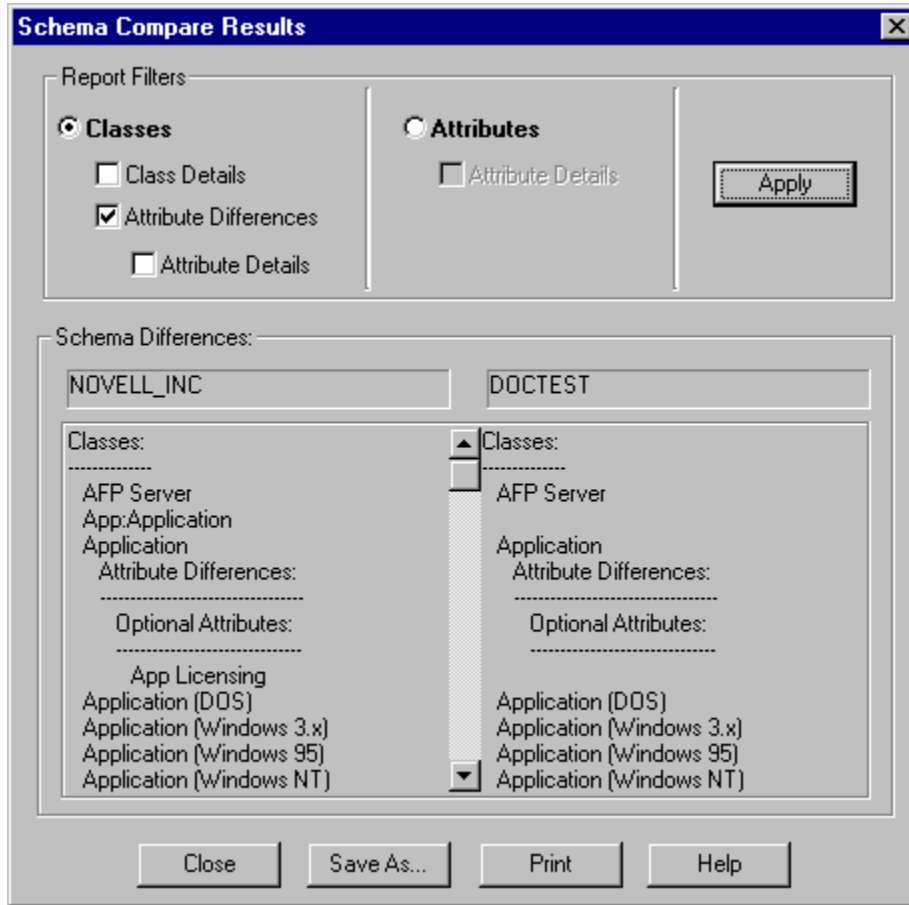 Schema Compare Results
Report Filters
Classes
Attributes
Class Details
Attribute Details
Apply
Attribute Differences
Attribute Details
Schema Differences:
NOVELL_INC
DOCTEST
Classes:
-------------
AFP Server
App:Application
Application
Attribute Differences:
--------------------------------
Optional Attributes:
-----------------------------
App Licensing
Application (DOS)
Application (Windows 3.x)
Application (Windows 95)
Application (Windows NT)
Classes:
-------------
AFP Server
Application
Attribute Differences:
--------------------------------
Optional Attributes:
-----------------------------
Application (DOS)
Application (Windows 3.x)
Application (Windows 95)
Application (Windows NT)
Close
Save As...
Print
Help